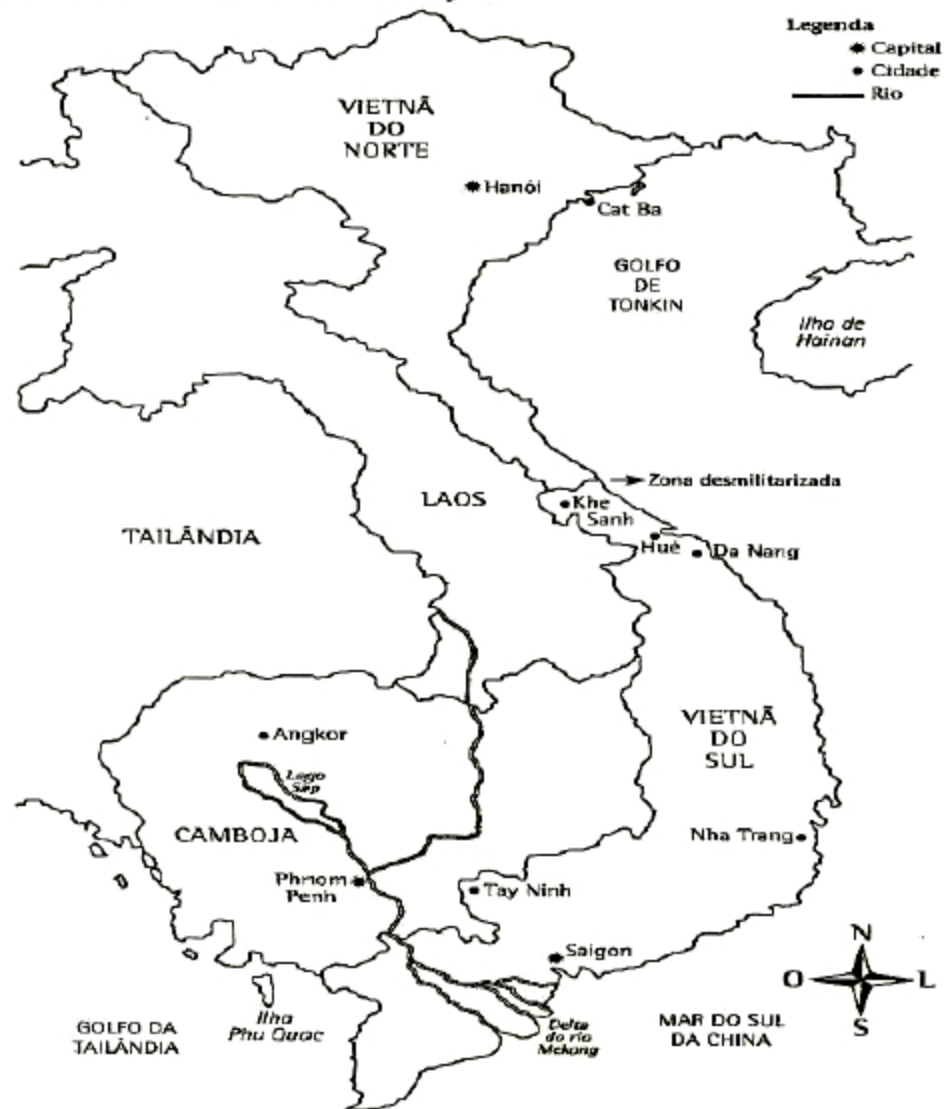 Legenda
Capital
Cidade
Rio
VIETNÃ
DO
NORTE
Hanói
Cat Ba
GOLFO
DE
TONKIN
Ilha de
Hainan
Zona desmilitarizada
LAOS
Khe
Sanh
TAILÂNDIA
Hué
Da Nang
VIETNÃ
DO
SUL
Angkor
Lago
Sap
CAMBOJA
Nha Trang
Phnom
Penh
Tay Ninh
Saigon
N
O
L
S
Ilha
Phu Quoc
GOLFO DA
TAILÂNDIA
Delta
do rio
Mekong
MAR DO SUL
DA CHINA